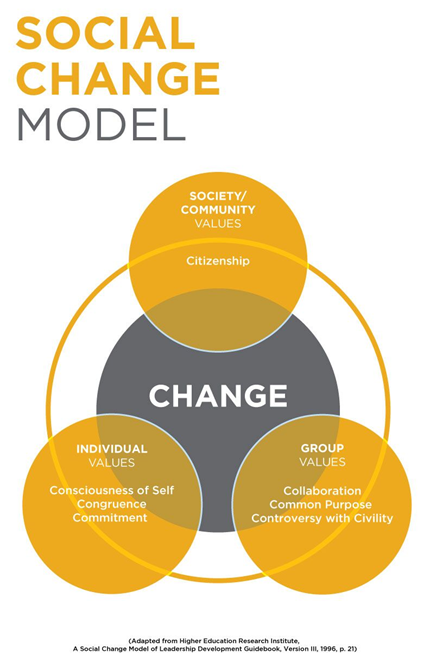 SOCIAL
CHANGE
MODEL
SOCIETY/
COMMUNITY
VALUES
Citizenship
CHANGE
INDIVIDUAL
VALUES
Consciousness of Self
Congruence
Commitment
GROUP
VALUES
Collaboration
Common Purpose
Controversy with Civility
(Adapted from Higher Education Research Institute,
A Social Change Model of Leadership Development Guidebook, Version III, 1996, p. 21)